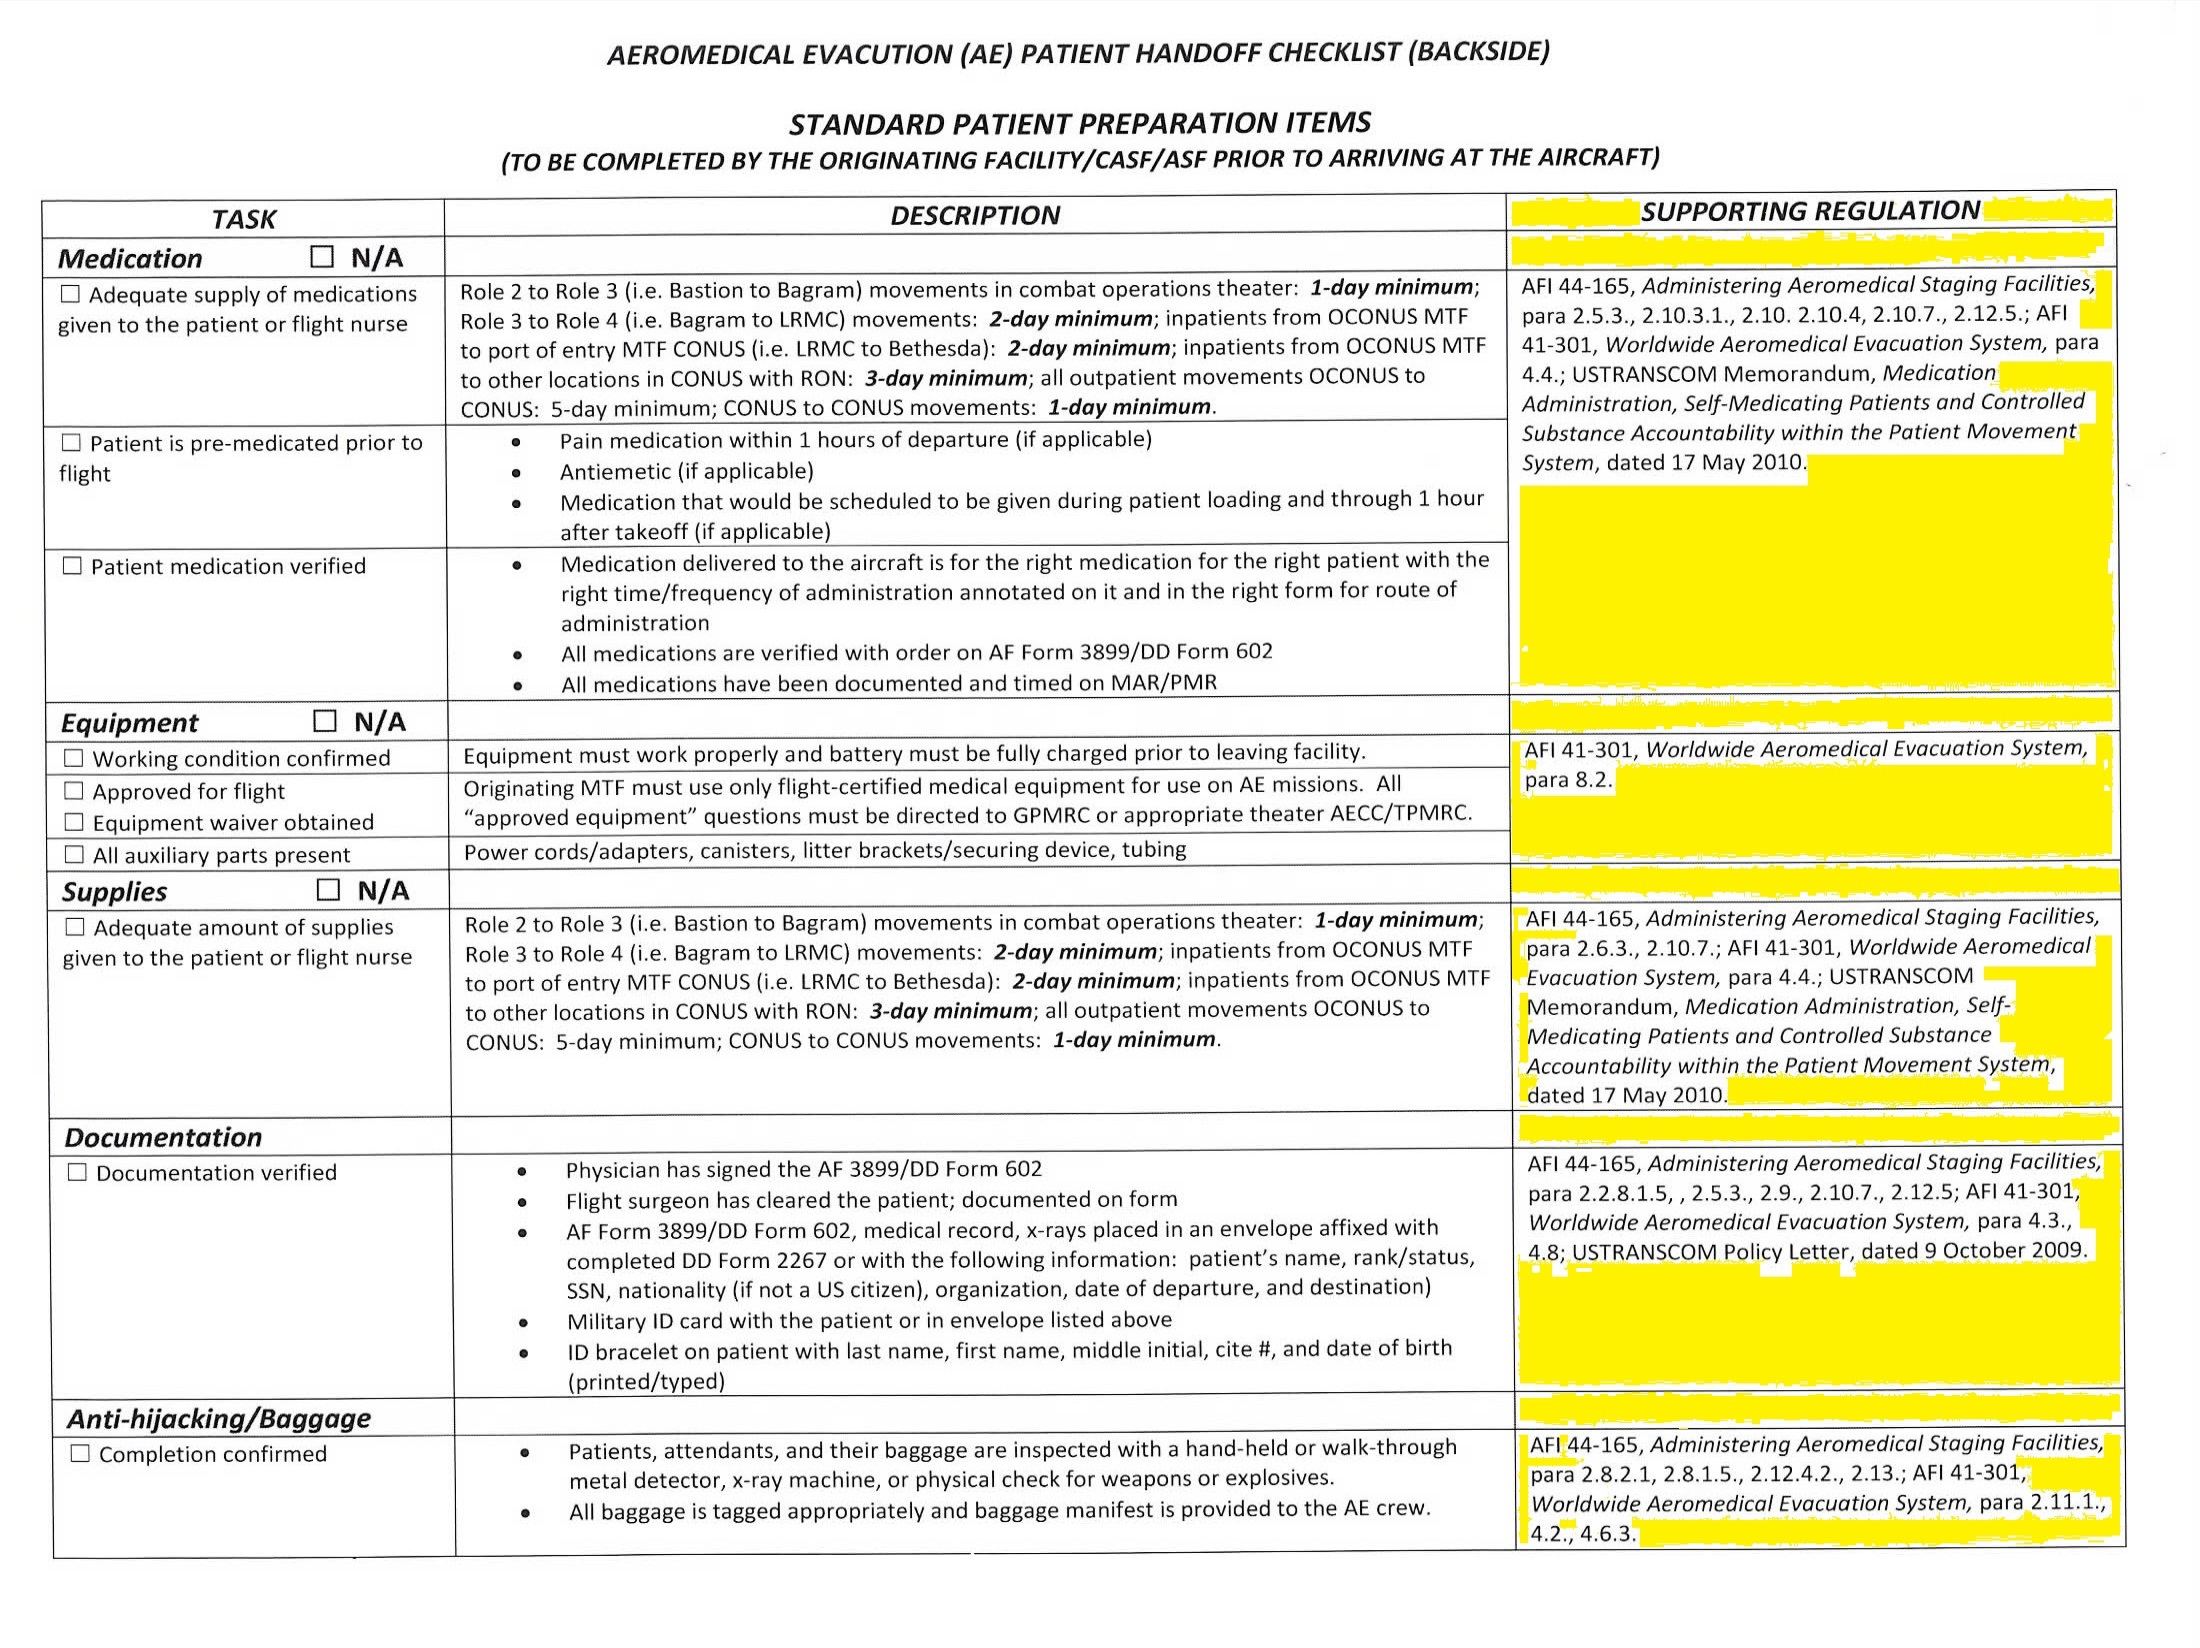 AEROMEDICAL EVACUTION (AE) PATIENT HANDOFF CHECKLIST (BACKSIDE)
STANDARD PATIENT PREPARATION ITEMS
(TO BE COMPLETED BY THE ORIGINATING FACILITY/CASF/ASF PRIOR TO ARRIVING AT THE AIRCRAFT)
TASK
DESCRIPTION
SUPPORTING REGULATION
Medication ☐ N/A
☐ Adequate supply of medications
given to the patient or flight nurse
Role 2 to Role 3 (i.e. Bastion to Bagram) movements in combat operations theater: 1-day minimum;
Role 3 to Role 4 (i.e. Bagram to LRMC) movements: 2-day minimum; inpatients from OCONUS MTF
to port of entry MTF CONUS (i.e. LRMC to Bethesda): 2-day minimum; inpatients from OCONUS MTF
to other locations in CONUS with RON: 3-day minimum; all outpatient movements OCONUS to
CONUS: 5-day minimum; CONUS to CONUS movements: 1-day minimum.
AFI 44-165, Administering Aeromedical Staging Facilities,
para 2.5.3., 2.10.3.1., 2.10. 2.10.4, 2.10.7., 2.12.5.; AFI
41-301, Worldwide Aeromedical Evacuation System, para
4.4.; USTRANSCOM Memorandum, Medication
Administration, Self-Medicating Patients and Controlled
Substance Accountability within the Patient Movement
System, dated 17 May 2010.
☐ Patient is pre-medicated prior to
flight
• Pain medication within 1 hours of departure (if applicable)
• Antiemetic (if applicable)
• Medication that would be scheduled to be given during patient loading and through 1 hour
after takeoff (if applicable)
☐ Patient medication verified
• Medication delivered to the aircraft is for the right medication for the right patient with the
right time/frequency of administration annotated on it and in the right form for route of
administration
• All medications are verified with order on AF Form 3899/DD Form 602
• All medications have been documented and timed on MAR/PMR
Equipment ☐ N/A
☐ Working condition confirmed
Equipment must work properly and battery must be fully charged prior to leaving facility.
AFI 41-301, Worldwide Aeromedical Evacuation System,
para 8.2.
☐ Approved for flight
☐ Equipment waiver obtained
Originating MTF must use only flight-certified medical equipment for use on AE missions. All
“approved equipment” questions must be directed to GPMRC or appropriate theater AECC/TPMRC.
☐ All auxiliary parts present
Power cords/adapters, canisters, litter brackets/securing device, tubing
Supplies ☐ N/A
☐ Adequate amount of supplies
given to the patient or flight nurse
Role 2 to Role 3 (i.e. Bastion to Bagram) movements in combat operations theater: 1-day minimum;
Role 3 to Role 4 (i.e. Bagram to LRMC) movements: 2-day minimum; inpatients from OCONUS MTF
to port of entry MTF CONUS (i.e. LRMC to Bethesda): 2-day minimum; inpatients from OCONUS MTF
to other locations in CONUS with RON: 3-day minimum; all outpatient movements OCONUS to
CONUS: 5-day minimum; CONUS to CONUS movements: 1-day minimum.
AFI 44-165, Administering Aeromedical Staging Facilities,
para 2.6.3., 2.10.7.; AFI 41-301, Worldwide Aeromedical
Evacuation System, para 4.4.; USTRANSCOM
Memorandum, Medication Administration, Self-
Medicating Patients and Controlled Substance
Accountability within the Patient Movement System,
dated 17 May 2010.
Documentation
☐ Documentation verified
• Physician has signed the AF 3899/DD Form 602
• Flight surgeon has cleared the patient; documented on form
• AF Form 3899/DD Form 602, medical record, x-rays placed in an envelope affixed with
completed DD Form 2267 or with the following information: patient’s name, rank/status,
SSN, nationality (if not a US citizen), organization, date of departure, and destination)
• Military ID card with the patient or in envelope listed above
• ID bracelet on patient with last name, first name, middle initial, cite #, and date of birth
(printed/typed)
AFI 44-165, Administering Aeromedical Staging Facilities,
para 2.2.8.1.5, , 2.5.3., 2.9., 2.10.7., 2.12.5; AFI 41-301,
Worldwide Aeromedical Evacuation System, para 4.3.,
4.8; USTRANSCOM Policy Letter, dated 9 October 2009.
Anti-hijacking/Baggage
☐ Completion confirmed
• Patients, attendants, and their baggage are inspected with a hand-held or walk-through
metal detector, x-ray machine, or physical check for weapons or explosives.
• All baggage is tagged appropriately and baggage manifest is provided to the AE crew.
AFI 44-165, Administering Aeromedical Staging Facilities,
para 2.8.2.1, 2.8.1.5., 2.12.4.2., 2.13.; AFI 41-301,
Worldwide Aeromedical Evacuation System, para 2.11.1.,
4.2., 4.6.3.